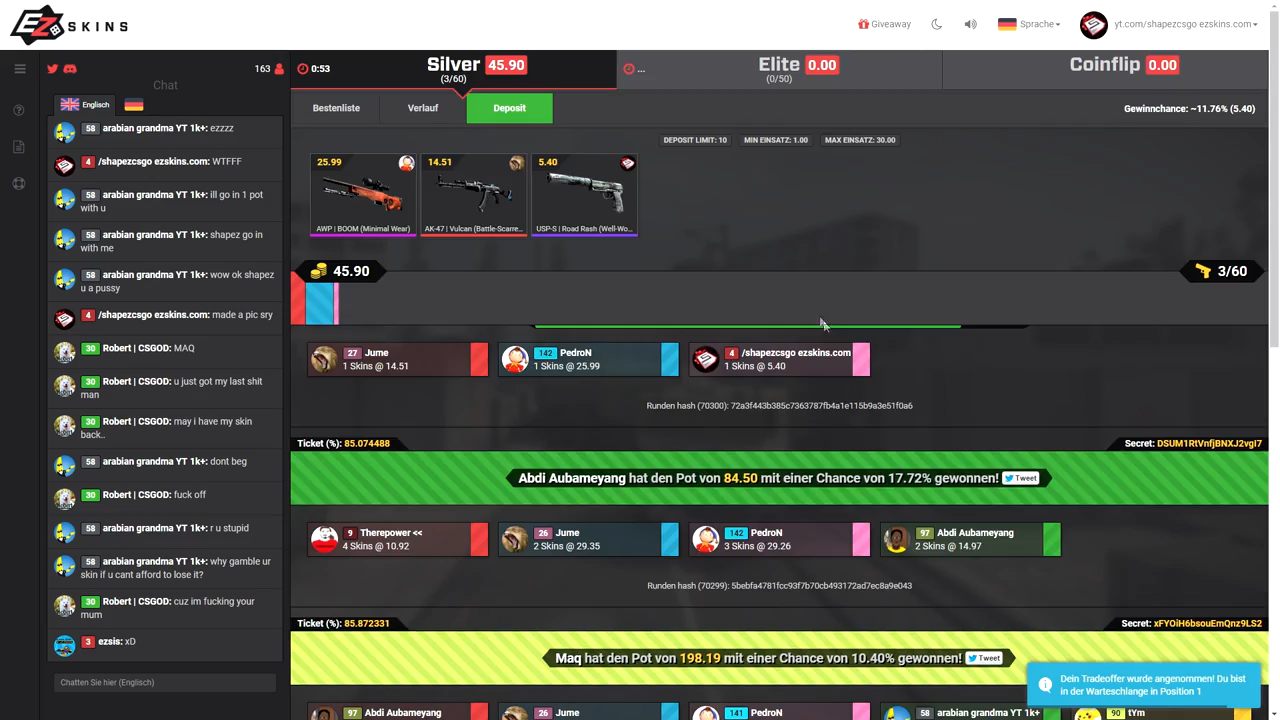 EZ SKINS
Giveaway
Sprache
yt.com/shapezcsgo ezskins.com
163
Chat
Englisch
58 arabian grandma YT 1k+: ezzzz
4 /shapezcsgo ezskins.com: WTFFF
58 arabian grandma YT 1k+: ill go in 1 pot
with u
58 arabian grandma YT 1k+: shapez go in
with me
58 arabian grandma YT 1k+: wow ok shapez
u a pussy
4 /shapezcsgo ezskins.com: made a pic sry
30 Robert | CSGOD: MAQ
30 Robert | CSGOD: u just got my last shit
man
30 Robert | CSGOD: may i have my skin
back..
58 arabian grandma YT 1k+: dont beg
30 Robert | CSGOD: fuck off
58 arabian grandma YT 1k+: r u stupid
58 arabian grandma YT 1k+: why gamble ur
skin if u cant afford to lose it?
30 Robert | CSGOD: cuz im fucking your
mum
3 ezsis: xD
Chatten Sie hier (Englisch)
0:53
Silver 45.90
(3/60)
...
Elite 0.00
(0/50)
Coinflip 0.00
Bestenliste
Verlauf
Deposit
Gewinnchance: ~11.76% (5.40)
DEPOSIT LIMIT: 10
MIN EINSATZ: 1.00
MAX EINSATZ: 30.00
25.99
AWP | BOOM (Minimal Wear)
14.51
AK-47 | Vulcan (Battle-Scarre...
5.40
USP-S | Road Rash (Well-Wo...
45.90
3/60
27 Jume
1 Skins @ 14.51
142 PedroN
1 Skins @ 25.99
4 /shapezcsgo ezskins.com
1 Skins @ 5.40
Runden hash (70300): 72a3f443b385c7363787fb4a1e115b9a3e51f0a6
Ticket (%): 85.074488
Secret: DSUM1RtVnfjBNXJ2vgI7
Abdi Aubameyang hat den Pot von 84.50 mit einer Chance von 17.72% gewonnen! Tweet
9 Therepower <<
4 Skins @ 10.92
26 Jume
2 Skins @ 29.35
142 PedroN
3 Skins @ 29.26
97 Abdi Aubameyang
2 Skins @ 14.97
Runden hash (70299): 5bebfa4781fcc93f7b70cb493172ad7ec8a9e043
Ticket (%): 85.872331
Secret: xFYOiH6bsouEmQnz9LS2
Maq hat den Pot von 198.19 mit einer Chance von 10.40% gewonnen! Tweet
97 Abdi Aubameyang
26 Jume
141 PedroN
58 arabian grandma YT 1k+
90 tYm
Dein Tradeoffer wurde angenommen! Du bist
in der Warteschlange in Position 1